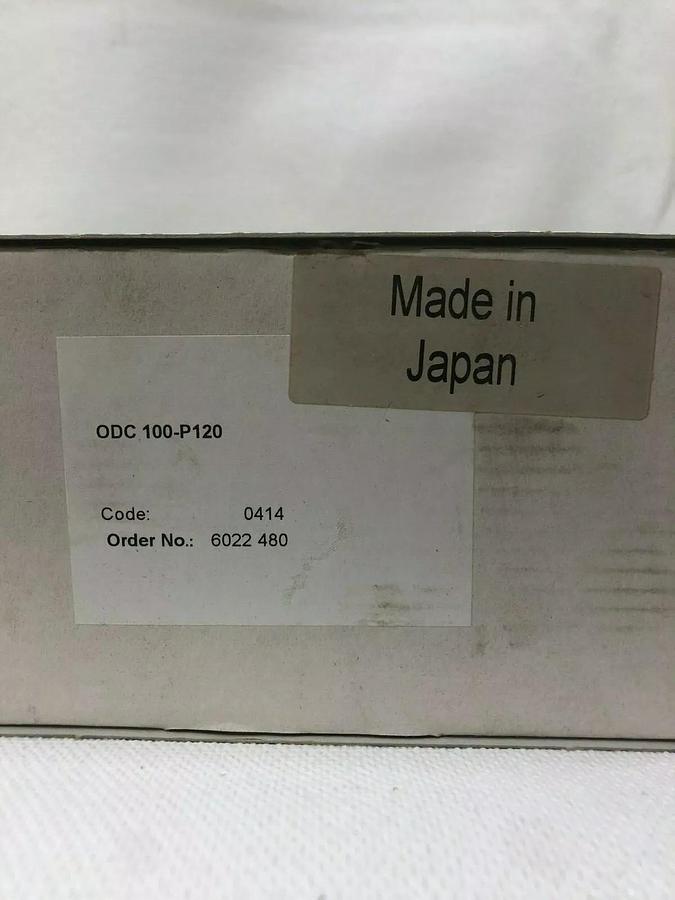 Made in
Japan
ODC 100-P120
Code: 0414
Order No.: 6022 480